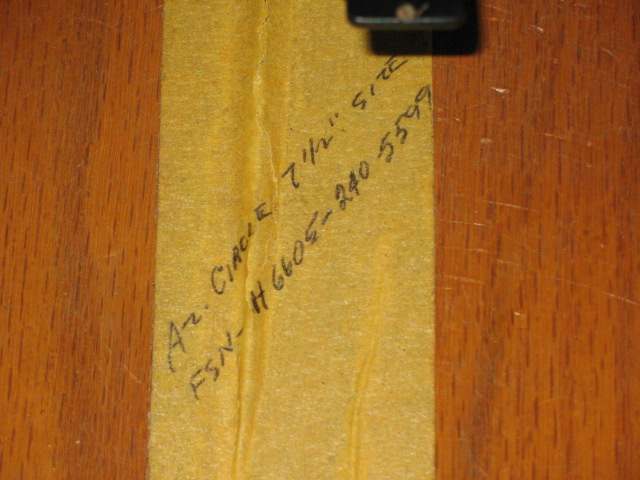 Az. CIRCLE 7 1/2" SIZE
FSN-H6605-240-5599